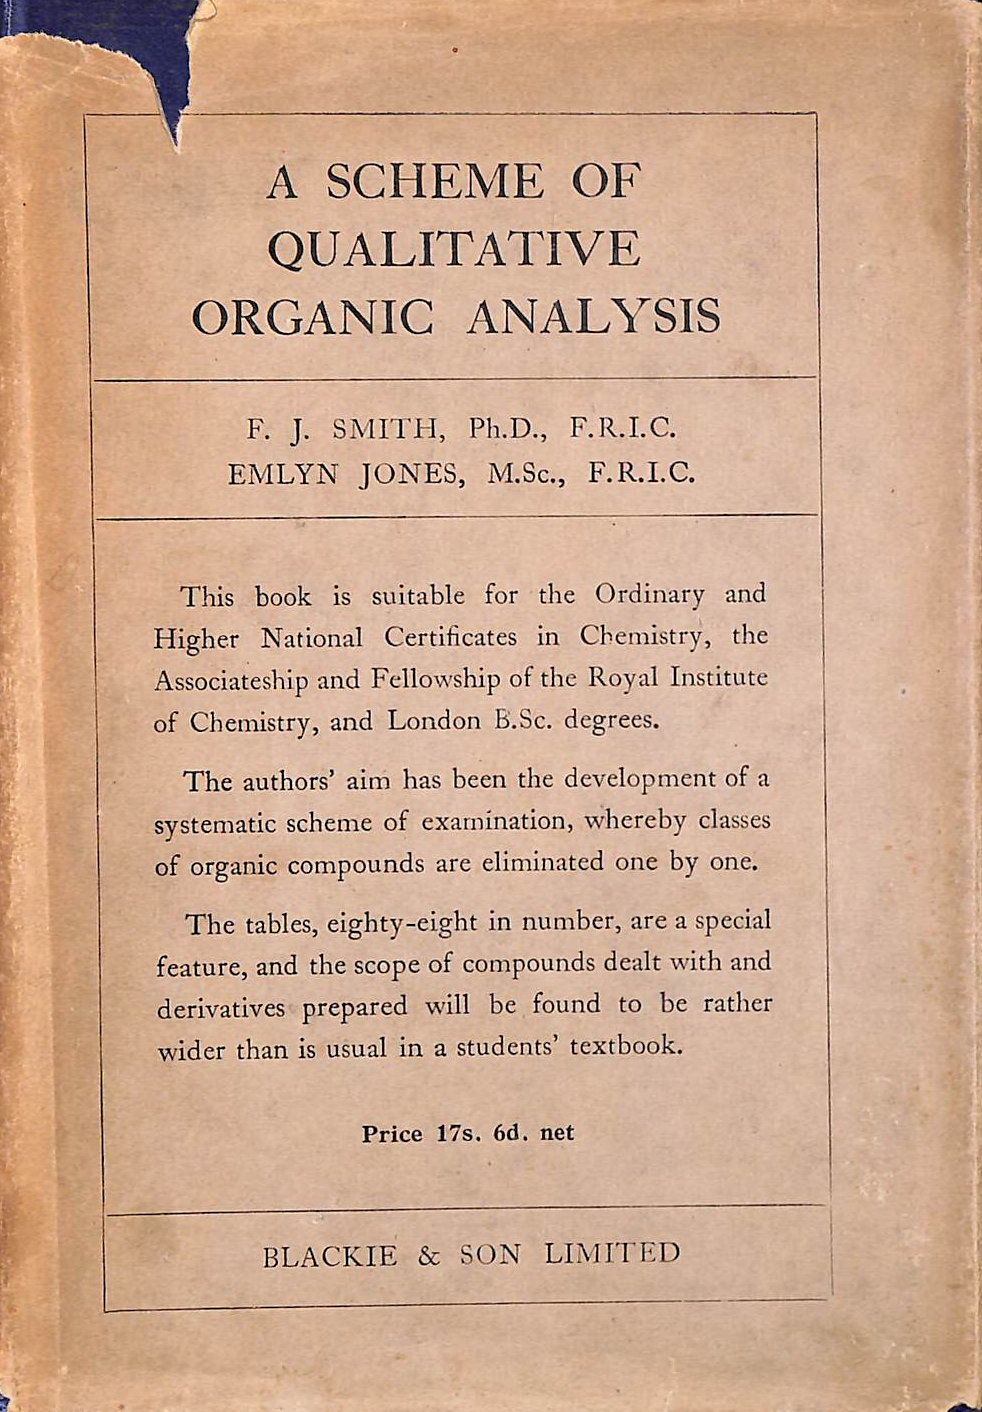 A SCHEME OF
QUALITATIVE
ORGANIC ANALYSIS
F. J. SMITH, Ph.D., F.R.I.C.
EMLYN JONES, M.Sc., F.R.I.C.
This book is suitable for the Ordinary and
Higher National Certificates in Chemistry, the
Associateship and Fellowship of the Royal Institute
of Chemistry, and London B.Sc. degrees.
The authors’ aim has been the development of a
systematic scheme of examination, whereby classes
of organic compounds are eliminated one by one.
The tables, eighty-eight in number, are a special
feature, and the scope of compounds dealt with and
derivatives prepared will be found to be rather
wider than is usual in a students’ textbook.
Price 17s. 6d. net
BLACKIE & SON LIMITED